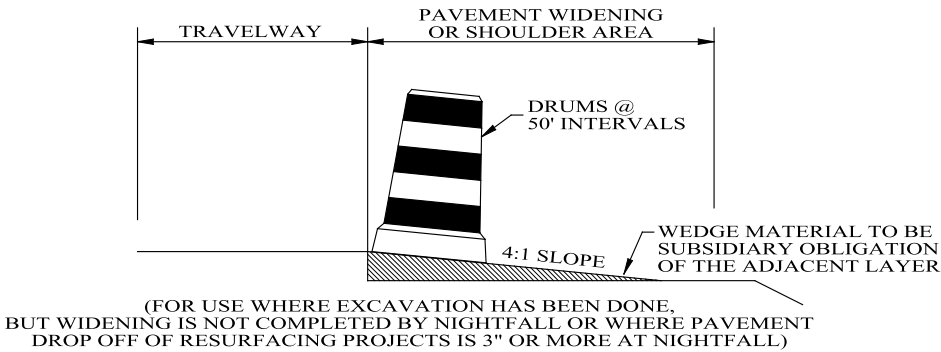 TRAVELWAY
PAVEMENT WIDENING
OR SHOULDER AREA
DRUMS @
50' INTERVALS
4:1 SLOPE
WEDGE MATERIAL TO BE
SUBSIDIARY OBLIGATION
OF THE ADJACENT LAYER
(FOR USE WHERE EXCAVATION HAS BEEN DONE,
BUT WIDENING IS NOT COMPLETED BY NIGHTFALL OR WHERE PAVEMENT
DROP OFF OF RESURFACING PROJECTS IS 3" OR MORE AT NIGHTFALL)